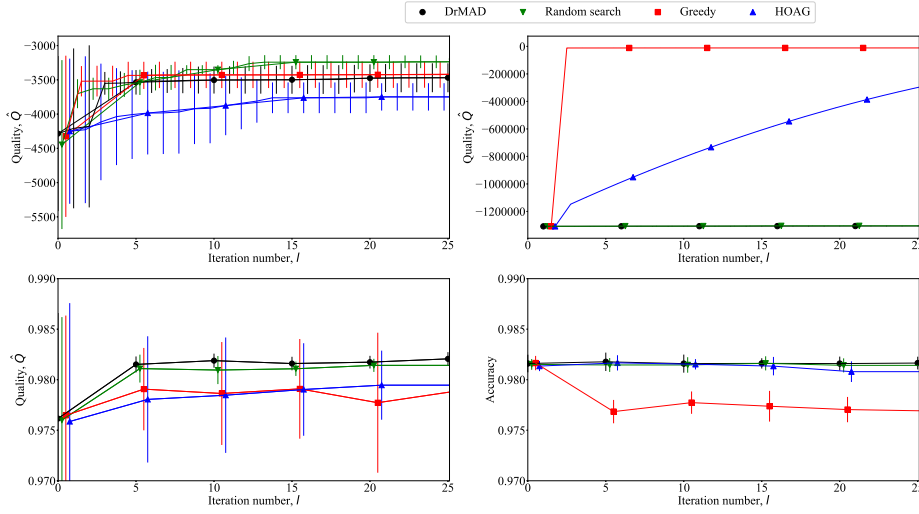 DrMAD Random search Greedy HOAG
−3000
−3500
−4000
−4500
−5000
−5500
Quality, Q̂
0 5 10 15 20 25
Iteration number, l
0
−200000
−400000
−600000
−800000
−1000000
−1200000
Quality, Q̂
0 5 10 15 20 25
Iteration number, l
0.990
0.985
0.980
0.975
0.970
Quality, Q̂
0 5 10 15 20 25
Iteration number, l
0.990
0.985
0.980
0.975
0.970
Accuracy
0 5 10 15 20 25
Iteration number, l